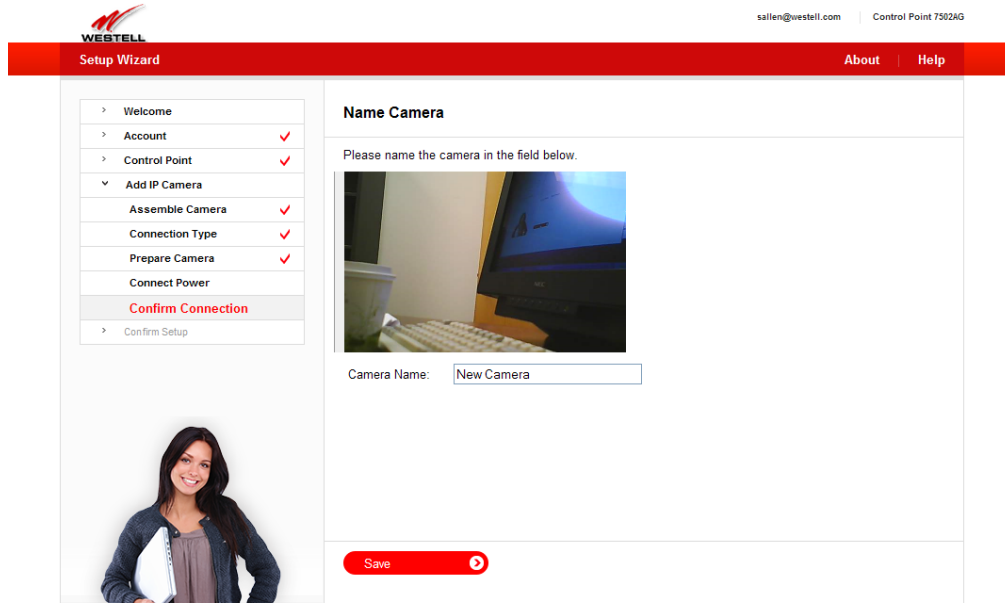 WESTELL
sallen@westell.com
Control Point 7502AG
Setup Wizard
About
Help
Welcome
Account
Control Point
Add IP Camera
Assemble Camera
Connection Type
Prepare Camera
Connect Power
Confirm Connection
Confirm Setup
Name Camera
Please name the camera in the field below.
NEC
Camera Name:
New Camera
Save